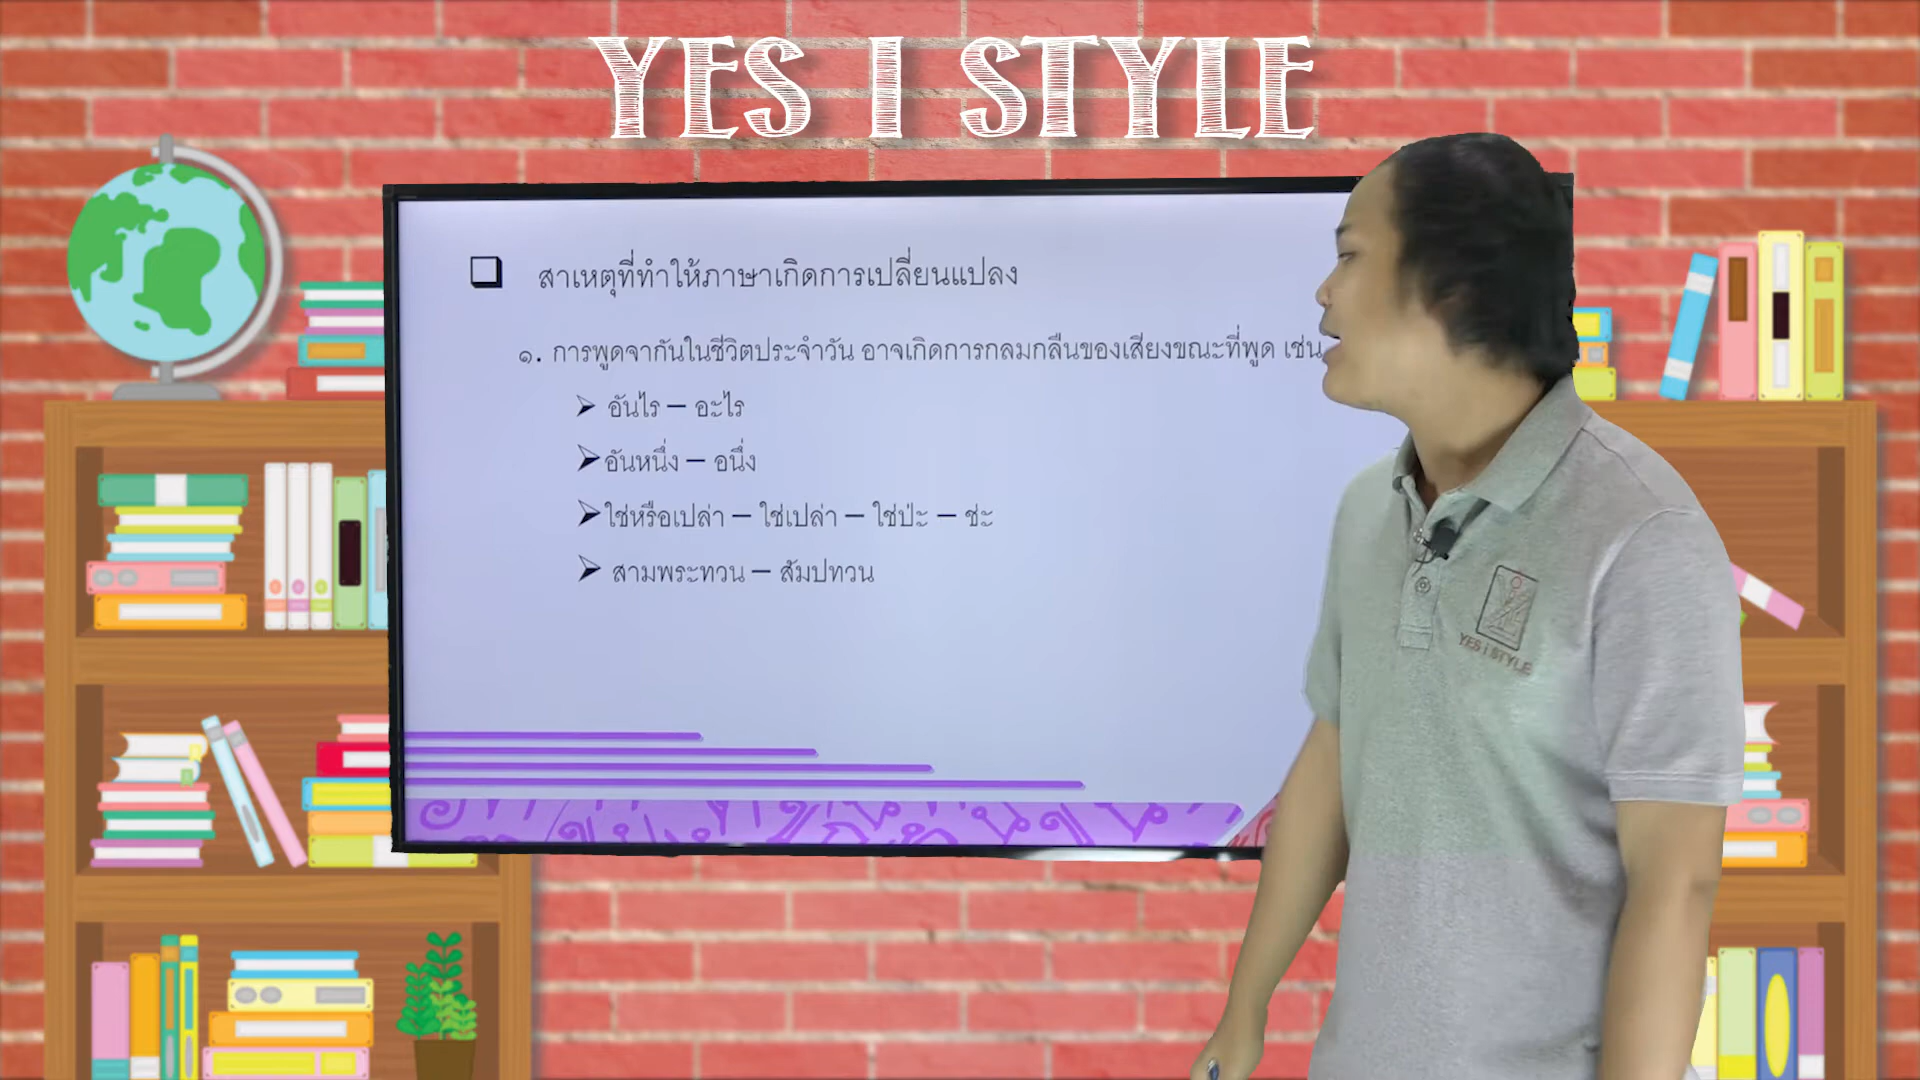 YES I STYLE
สาเหตุที่ทำให้ภาษาเกิดการเปลี่ยนแปลง
๑. การพูดจากันในชีวิตประจำวัน อาจเกิดการกลมกลืนของเสียงขณะที่พูด เช่น
อันไร – อะไร
อันหนึ่ง – อนึ่ง
ใช่หรือเปล่า – ใช่เปล่า – ใช่ป่ะ – ช่ะ
สามพระทวน – สัมปทวน
YES i STYLE